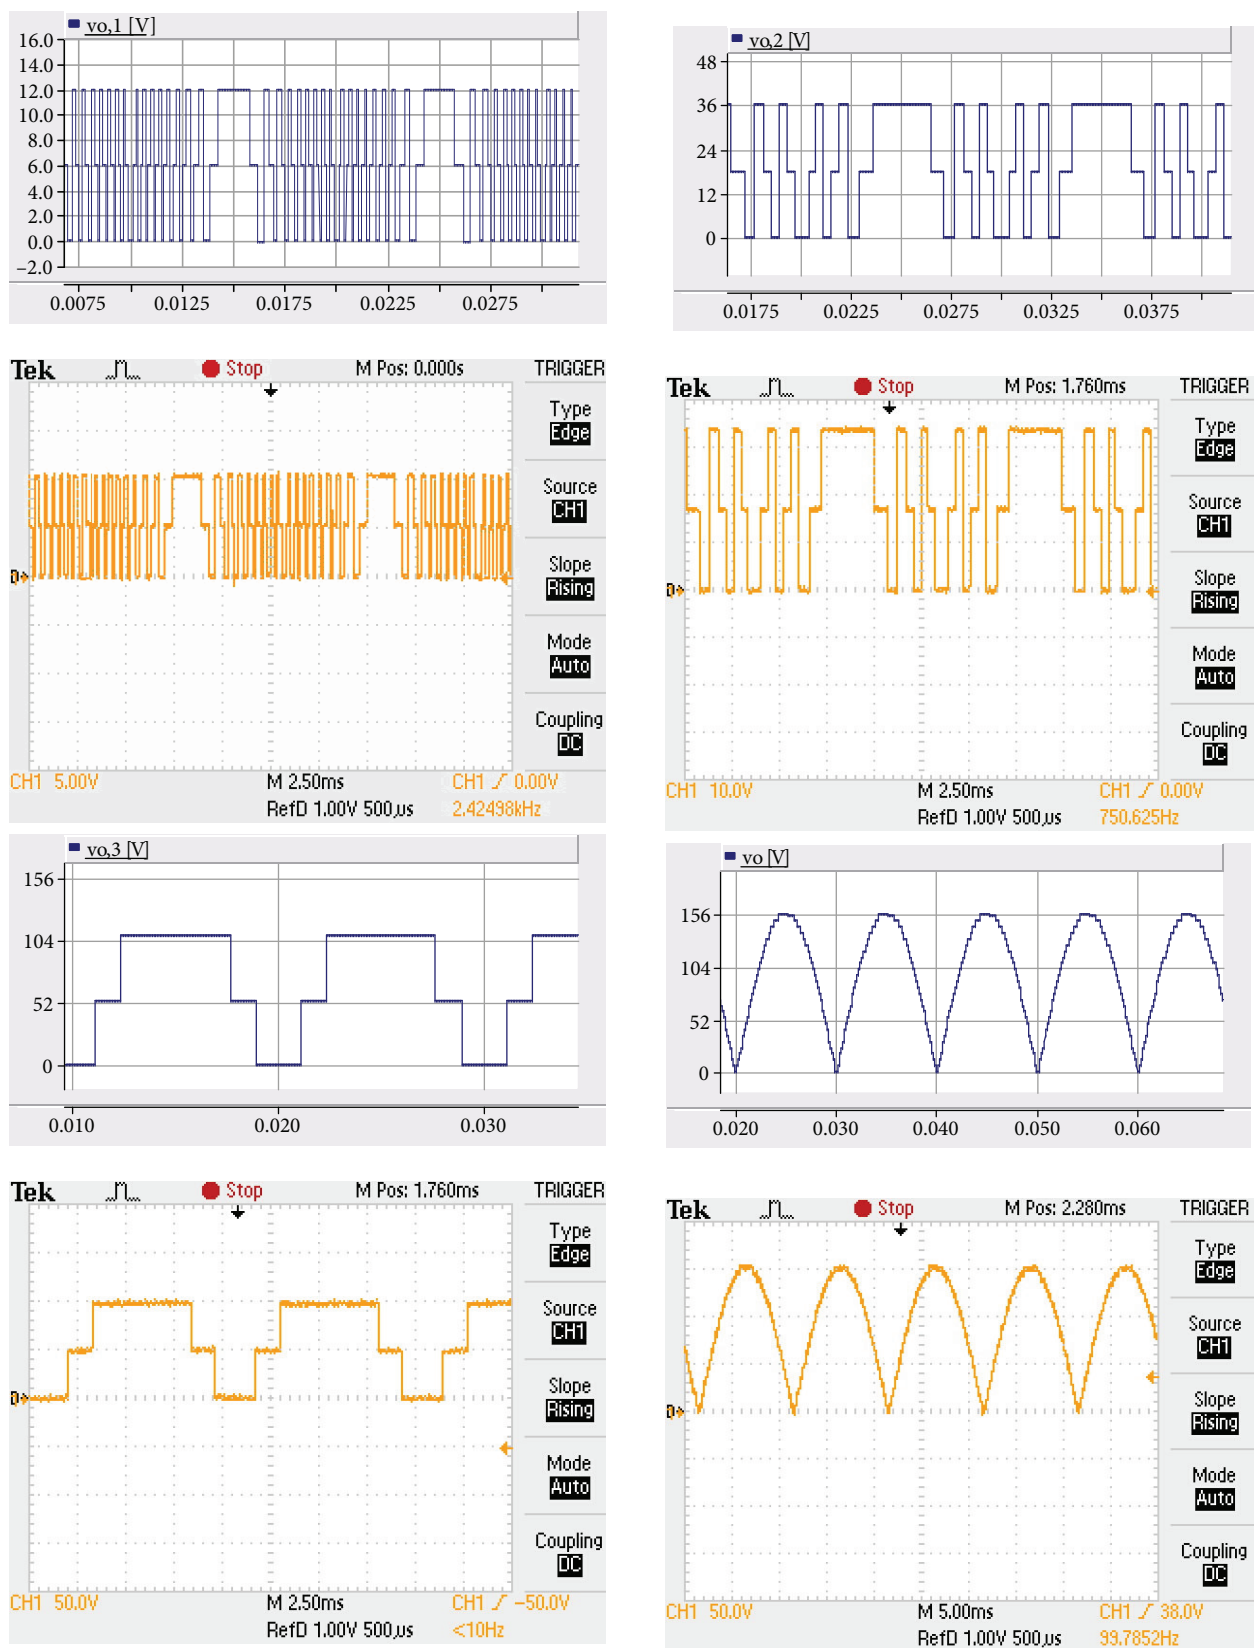 vo,1 [V]
16.0
14.0
12.0
10.0
8.0
6.0
4.0
2.0
0.0
−2.0
0.0075 0.0125 0.0175 0.0225 0.0275
vo,2 [V]
48
36
24
12
0
0.0175 0.0225 0.0275 0.0325 0.0375
Tek Stop M Pos: 0.000s TRIGGER
Type
Edge
Source
CH1
Slope
Rising
Mode
Auto
Coupling
DC
CH1 5.00V M 2.50ms CH1 0.00V
RefD 1.00V 500µs 2.42498kHz
Tek Stop M Pos: 1.760ms TRIGGER
Type
Edge
Source
CH1
Slope
Rising
Mode
Auto
Coupling
DC
CH1 10.0V M 2.50ms CH1 0.00V
RefD 1.00V 500µs 750.625Hz
vo,3 [V]
156
104
52
0
0.010 0.020 0.030
vo [V]
156
104
52
0
0.020 0.030 0.040 0.050 0.060
Tek Stop M Pos: 1.760ms TRIGGER
Type
Edge
Source
CH1
Slope
Rising
Mode
Auto
Coupling
DC
CH1 50.0V M 2.50ms CH1 −50.0V
RefD 1.00V 500µs <10Hz
Tek Stop M Pos: 2.280ms TRIGGER
Type
Edge
Source
CH1
Slope
Rising
Mode
Auto
Coupling
DC
CH1 50.0V M 5.00ms CH1 38.0V
RefD 1.00V 500µs 99.7852Hz